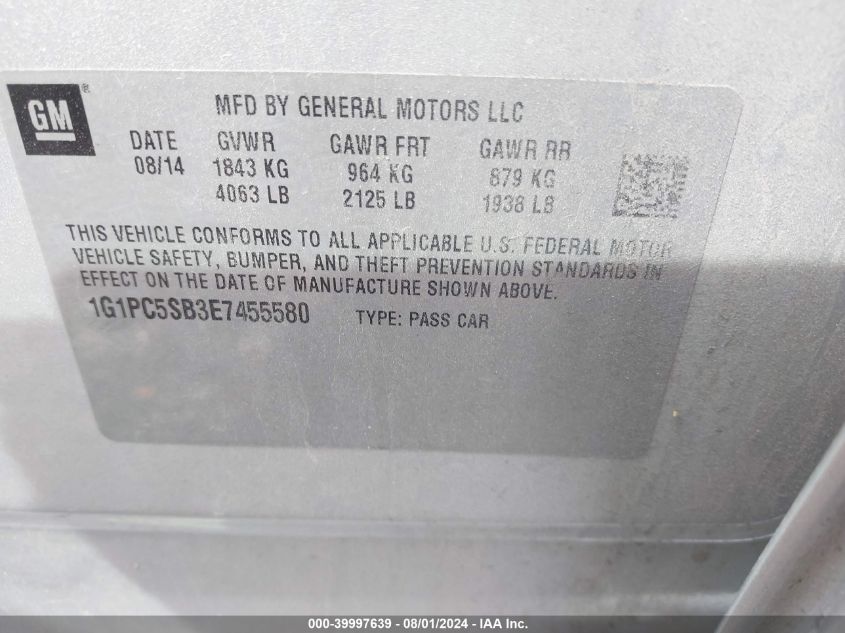 GM®
MFD BY GENERAL MOTORS LLC
DATE GVWR GAWR FRT GAWR RR
08/14 1843 KG 964 KG 879 KG
4063 LB 2125 LB 1938 LB
THIS VEHICLE CONFORMS TO ALL APPLICABLE U.S. FEDERAL MOTOR
VEHICLE SAFETY, BUMPER, AND THEFT PREVENTION STANDARDS IN
EFFECT ON THE DATE OF MANUFACTURE SHOWN ABOVE.
1G1PC5SB3E7455580 TYPE: PASS CAR
000-39997639 - 08/01/2024 - IAA Inc.